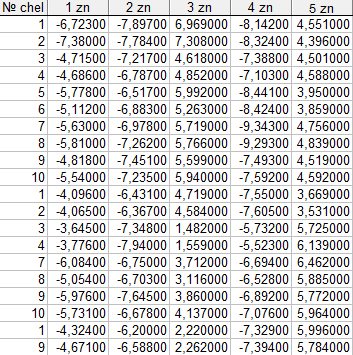 № chel 1 zn 2 zn 3 zn 4 zn 5 zn
1 -6,72300 -7,89700 6,969000 -8,14200 4,551000
2 -7,38000 -7,78400 7,308000 -8,32400 4,396000
3 -4,71500 -7,21700 4,618000 -7,38800 4,501000
4 -4,68600 -6,78700 4,852000 -7,10300 4,588000
5 -5,77800 -6,51700 5,992000 -8,44100 3,950000
6 -5,11200 -6,88300 5,263000 -8,42400 3,859000
7 -5,63000 -6,97800 5,719000 -9,34300 4,756000
8 -5,81000 -7,26200 5,766000 -9,29300 4,839000
9 -4,81800 -7,45100 5,599000 -7,49300 4,519000
10 -5,54000 -7,23500 5,940000 -7,59200 4,592000
1 -4,09600 -6,43100 4,719000 -7,55000 3,669000
2 -4,06500 -6,36700 4,584000 -7,60500 3,531000
3 -3,64500 -7,34800 1,482000 -5,73200 5,725000
4 -3,77600 -7,94000 1,559000 -5,52300 6,139000
7 -6,08400 -6,75000 3,712000 -6,69400 6,462000
8 -5,05400 -6,70300 3,116000 -6,52800 5,885000
9 -5,97600 -7,64500 3,860000 -6,89200 5,772000
10 -5,73100 -6,67800 4,137000 -7,07600 5,964000
1 -4,32400 -6,20000 2,220000 -7,32900 5,996000
9 -4,67100 -6,58800 2,262000 -7,39400 5,784000